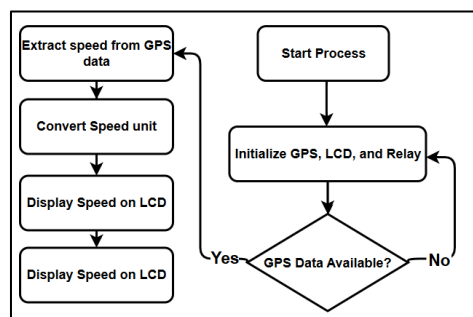 Extract speed from GPS
data
Start Process
Convert Speed unit
Initialize GPS, LCD, and Relay
Display Speed on LCD
Display Speed on LCD
Yes
GPS Data Available?
No